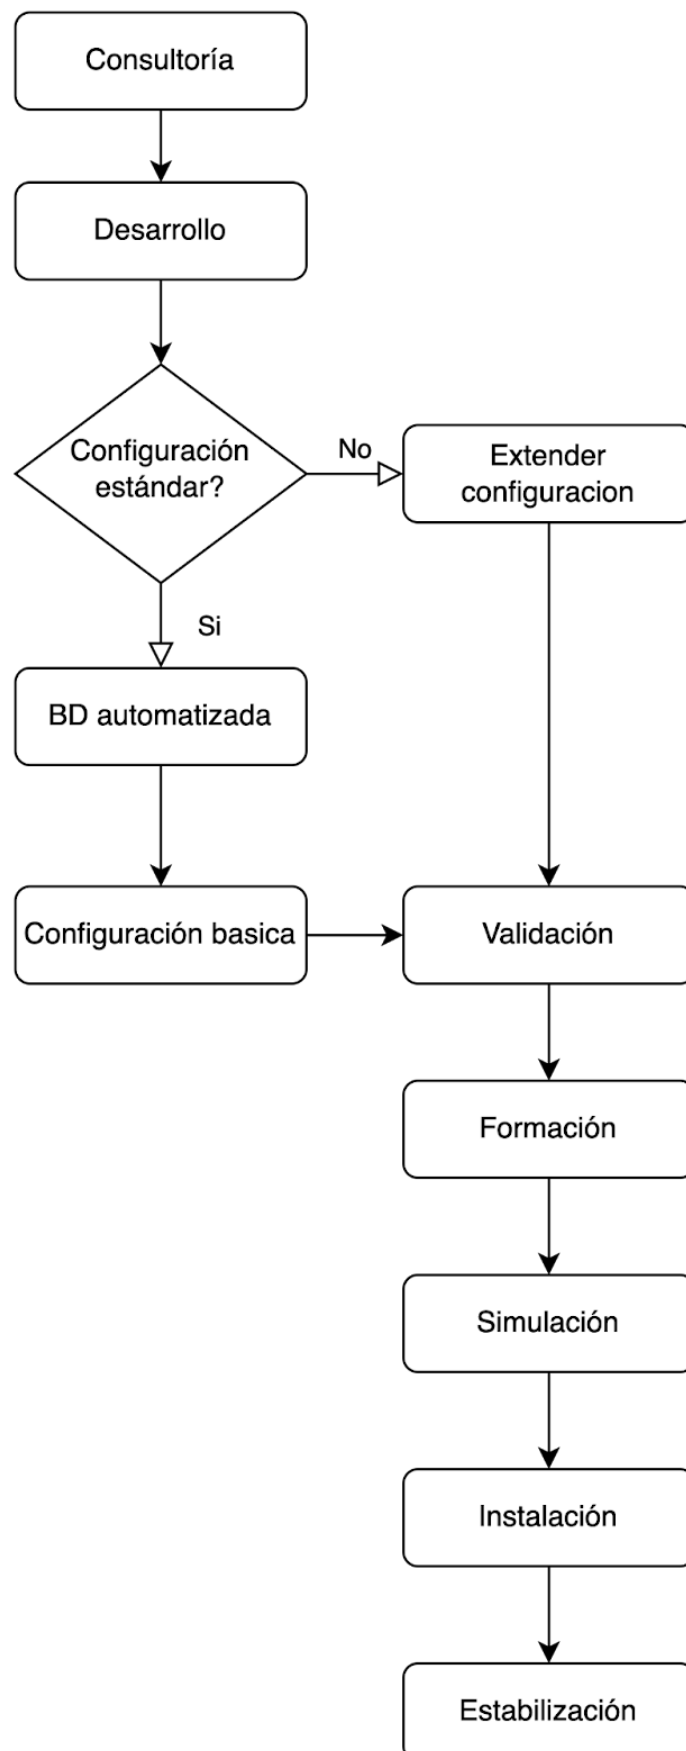 Consultoría
Desarrollo
Configuración
estándar?
No
Extender
configuracion
Si
BD automatizada
Configuración basica
Validación
Formación
Simulación
Instalación
Estabilización